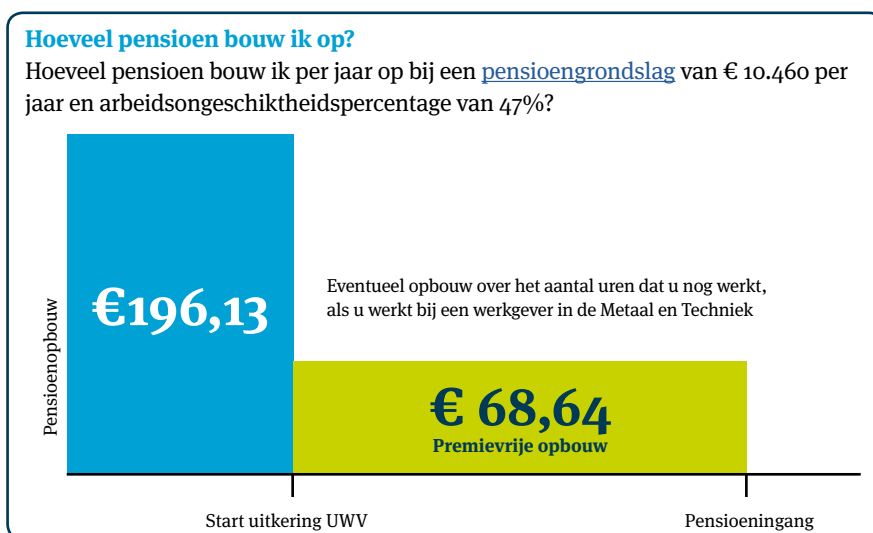 Hoeveel pensioen bouw ik op?
Hoeveel pensioen bouw ik per jaar op bij een pensioengrondslag van € 10.460 per
jaar en arbeidsongeschiktheidspercentage van 47%?
Pensioenopbouw
€196,13
Eventueel opbouw over het aantal uren dat u nog werkt,
als u werkt bij een werkgever in de Metaal en Techniek
€ 68,64
Premievrije opbouw
Start uitkering UWV
Pensioeningang